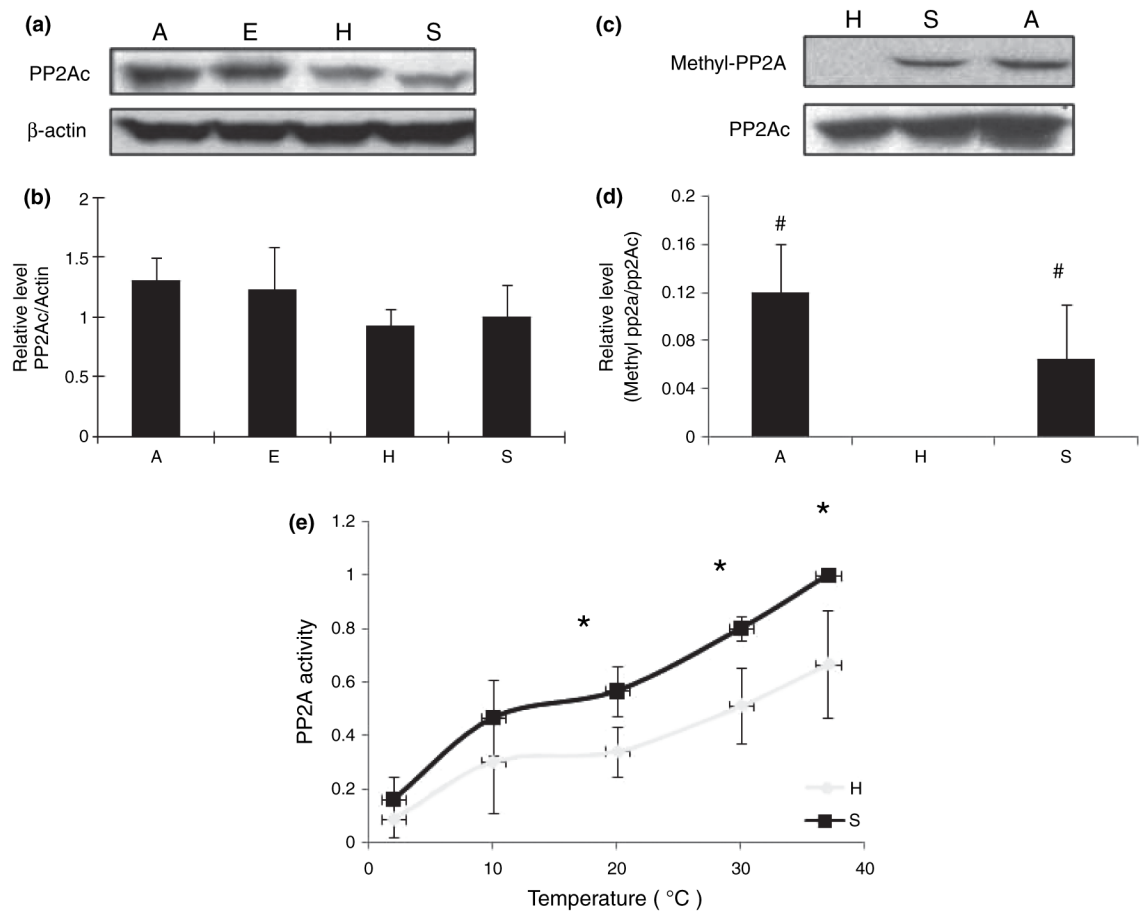 (a)
A E H S
PP2Ac
β-actin
(b)
2
1.5
1
0.5
0
Relative level
PP2Ac/Actin
A E H S
(c)
H S A
Methyl-PP2A
PP2Ac
(d)
0.2
0.16
0.12
0.08
0.04
0
Relative level
(Methyl pp2a/pp2Ac)
# #
A H S
(e)
1.2
1
0.8
0.6
0.4
0.2
0
PP2A activity
* * *
H
S
0 10 20 30 40
Temperature ( °C )